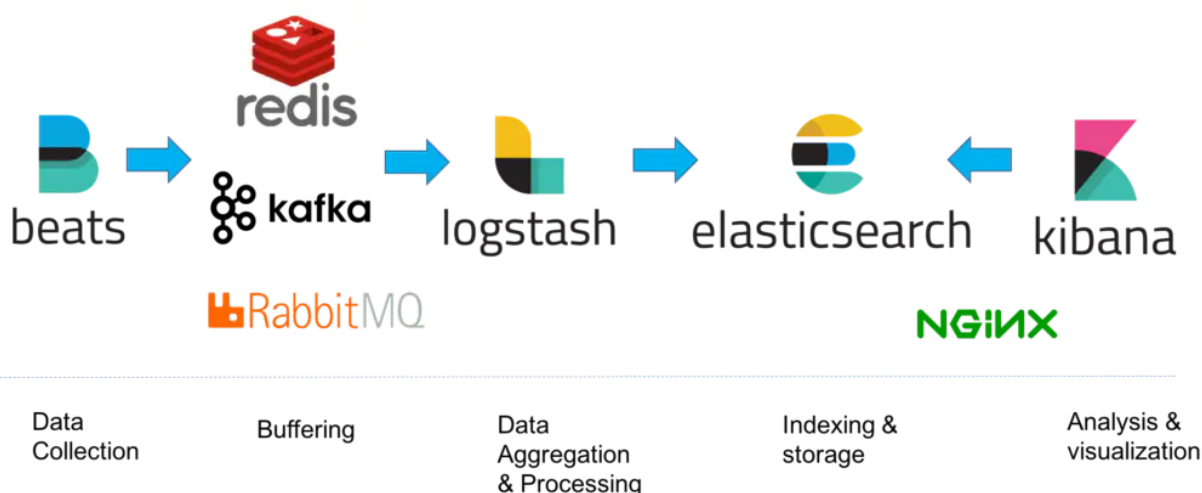 redis
beats
kafka
logstash
elasticsearch
kibana
RabbitMQ
NGINX
Data
Collection
Buffering
Data
Aggregation
& Processing
Indexing &
storage
Analysis &
visualization